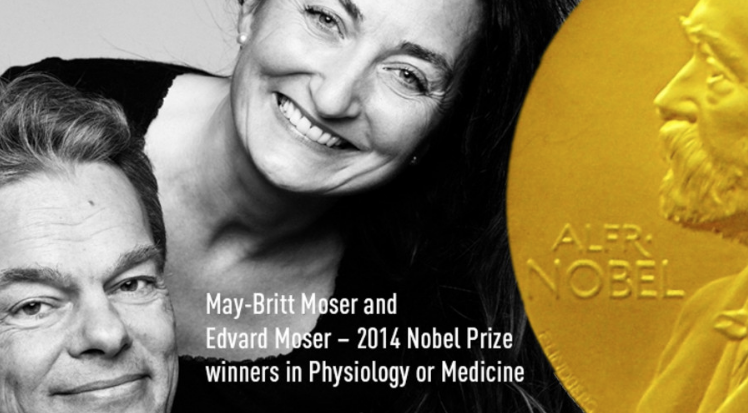 May-Britt Moser and
Edvard Moser – 2014 Nobel Prize
winners in Physiology or Medicine
ALFR·
NOBEL